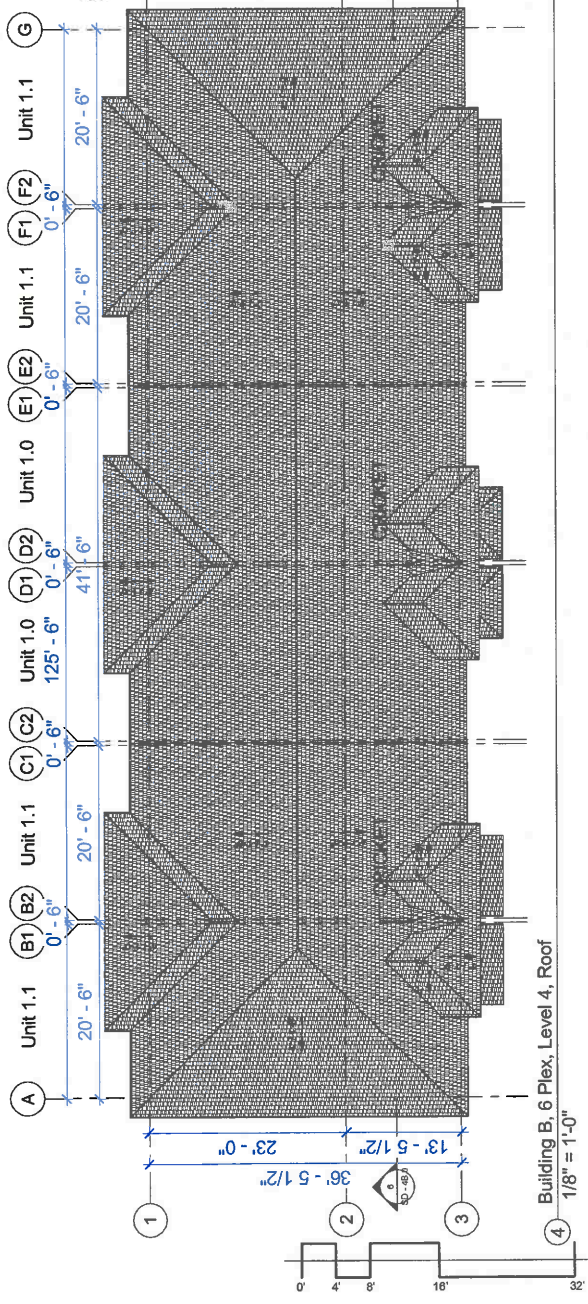 A B1 B2 C1 C2 D1 D2 E1 E2 F1 F2 G
Unit 1.1 Unit 1.1 Unit 1.0 Unit 1.0 Unit 1.1 Unit 1.1
0' - 6" 0' - 6" 125' - 6" 0' - 6" 0' - 6" 0' - 6"
20' - 6" 20' - 6" 41' - 6" 20' - 6" 20' - 6"
1
2
3
4
23' - 0"
13' - 5 1/2"
36' - 5 1/2"
6
CRICKET
CRICKET
CRICKET
Building B, 6 Plex, Level 4, Roof
1/8" = 1'-0"
0' 4' 8' 16' 32'